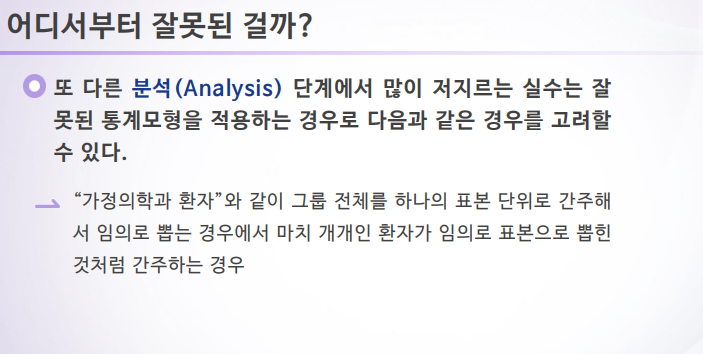 어디서부터 잘못된 걸까?
또 다른 분석(Analysis) 단계에서 많이 저지르는 실수는 잘
못된 통계모형을 적용하는 경우로 다음과 같은 경우를 고려할
수 있다.
“가정의학과 환자”와 같이 그룹 전체를 하나의 표본 단위로 간주해
서 임의로 뽑는 경우에서 마치 개개인 환자가 임의로 표본으로 뽑힌
것처럼 간주하는 경우